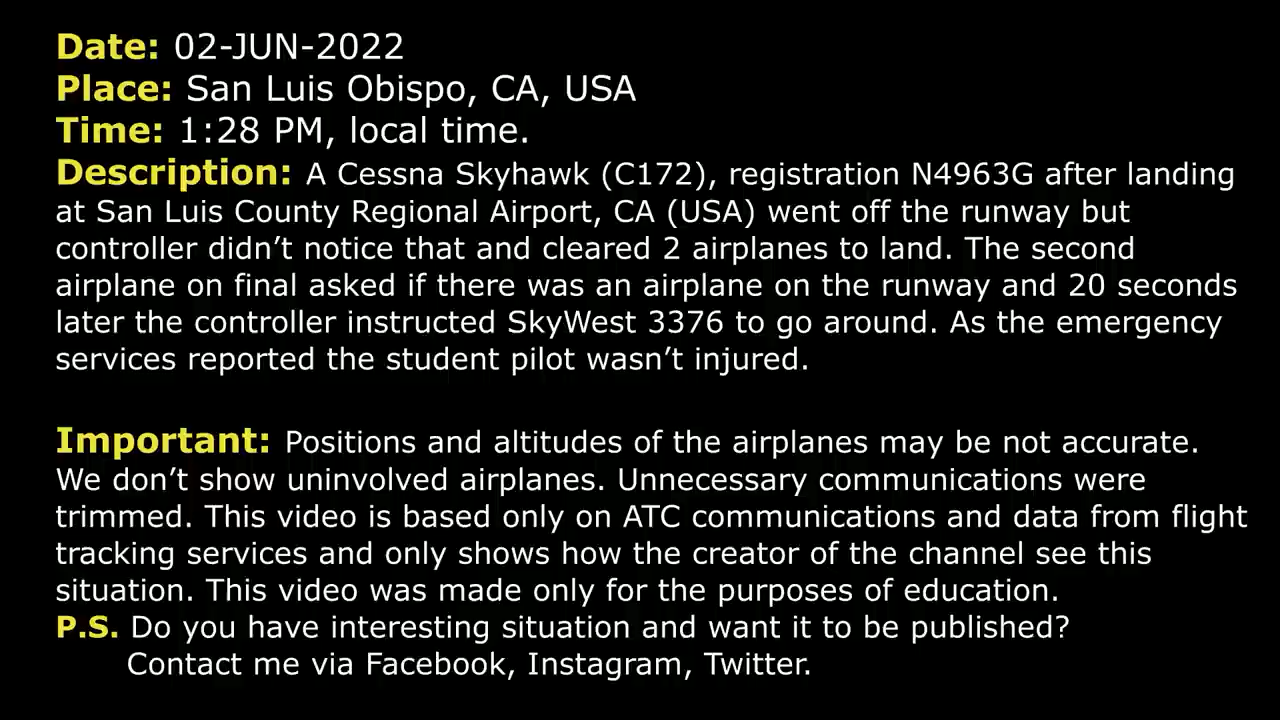 Date: 02-JUN-2022
Place: San Luis Obispo, CA, USA
Time: 1:28 PM, local time.
Description: A Cessna Skyhawk (C172), registration N4963G after landing
at San Luis County Regional Airport, CA (USA) went off the runway but
controller didn’t notice that and cleared 2 airplanes to land. The second
airplane on final asked if there was an airplane on the runway and 20 seconds
later the controller instructed SkyWest 3376 to go around. As the emergency
services reported the student pilot wasn’t injured.
Important: Positions and altitudes of the airplanes may be not accurate.
We don’t show uninvolved airplanes. Unnecessary communications were
trimmed. This video is based only on ATC communications and data from flight
tracking services and only shows how the creator of the channel see this
situation. This video was made only for the purposes of education.
P.S. Do you have interesting situation and want it to be published?
Contact me via Facebook, Instagram, Twitter.